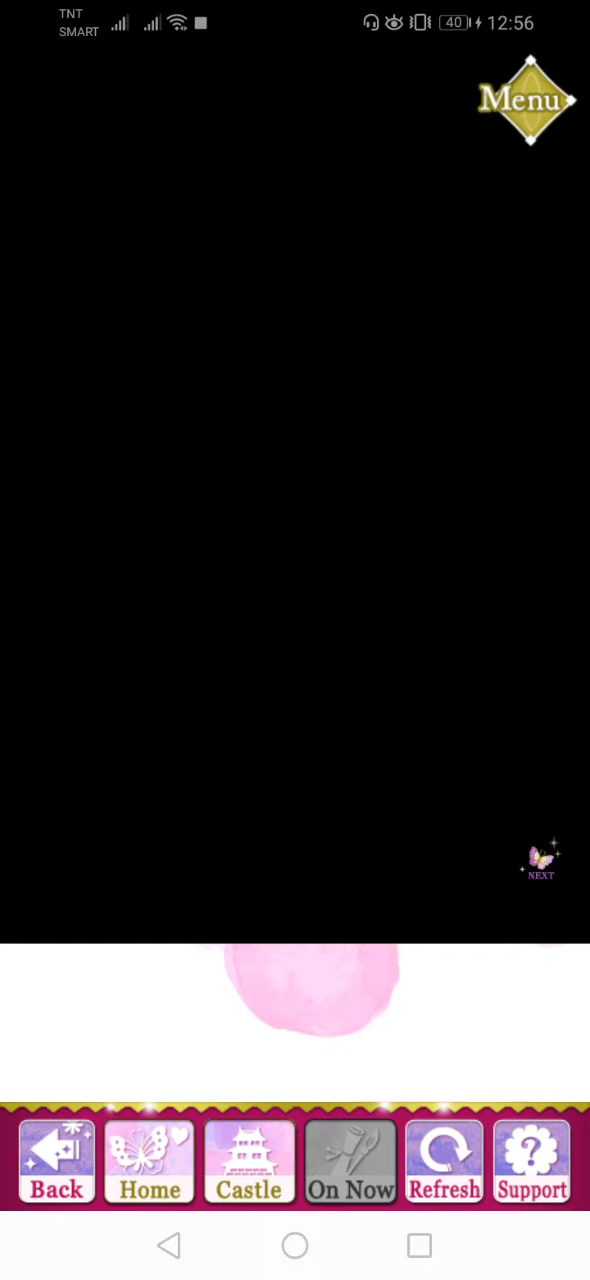 TNT
SMART
40
12:56
Menu
NEXT
Back
Home
Castle
On Now
Refresh
Support